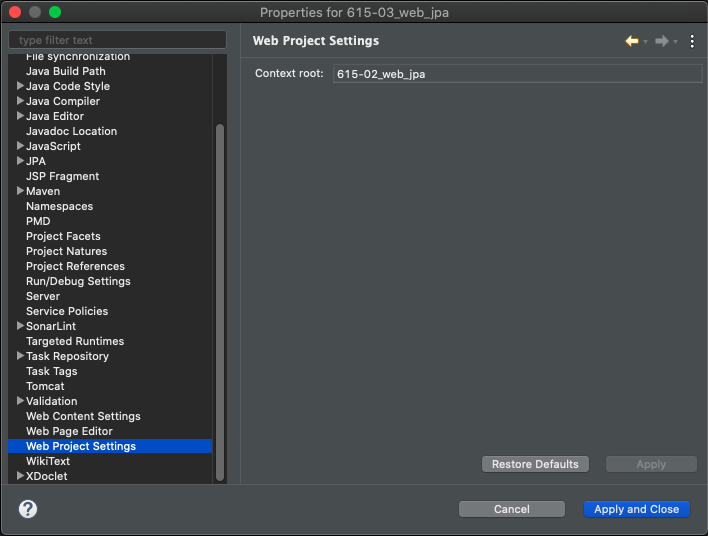 Properties for 615-03_web_jpa
type filter text
File synchronization
Java Build Path
Java Code Style
Java Compiler
Java Editor
Javadoc Location
JavaScript
JPA
JSP Fragment
Maven
Namespaces
PMD
Project Facets
Project Natures
Project References
Run/Debug Settings
Server
Service Policies
SonarLint
Targeted Runtimes
Task Repository
Task Tags
Tomcat
Validation
Web Content Settings
Web Page Editor
Web Project Settings
WikiText
XDoclet
Web Project Settings
Context root: 615-02_web_jpa
Restore Defaults Apply
? Cancel Apply and Close